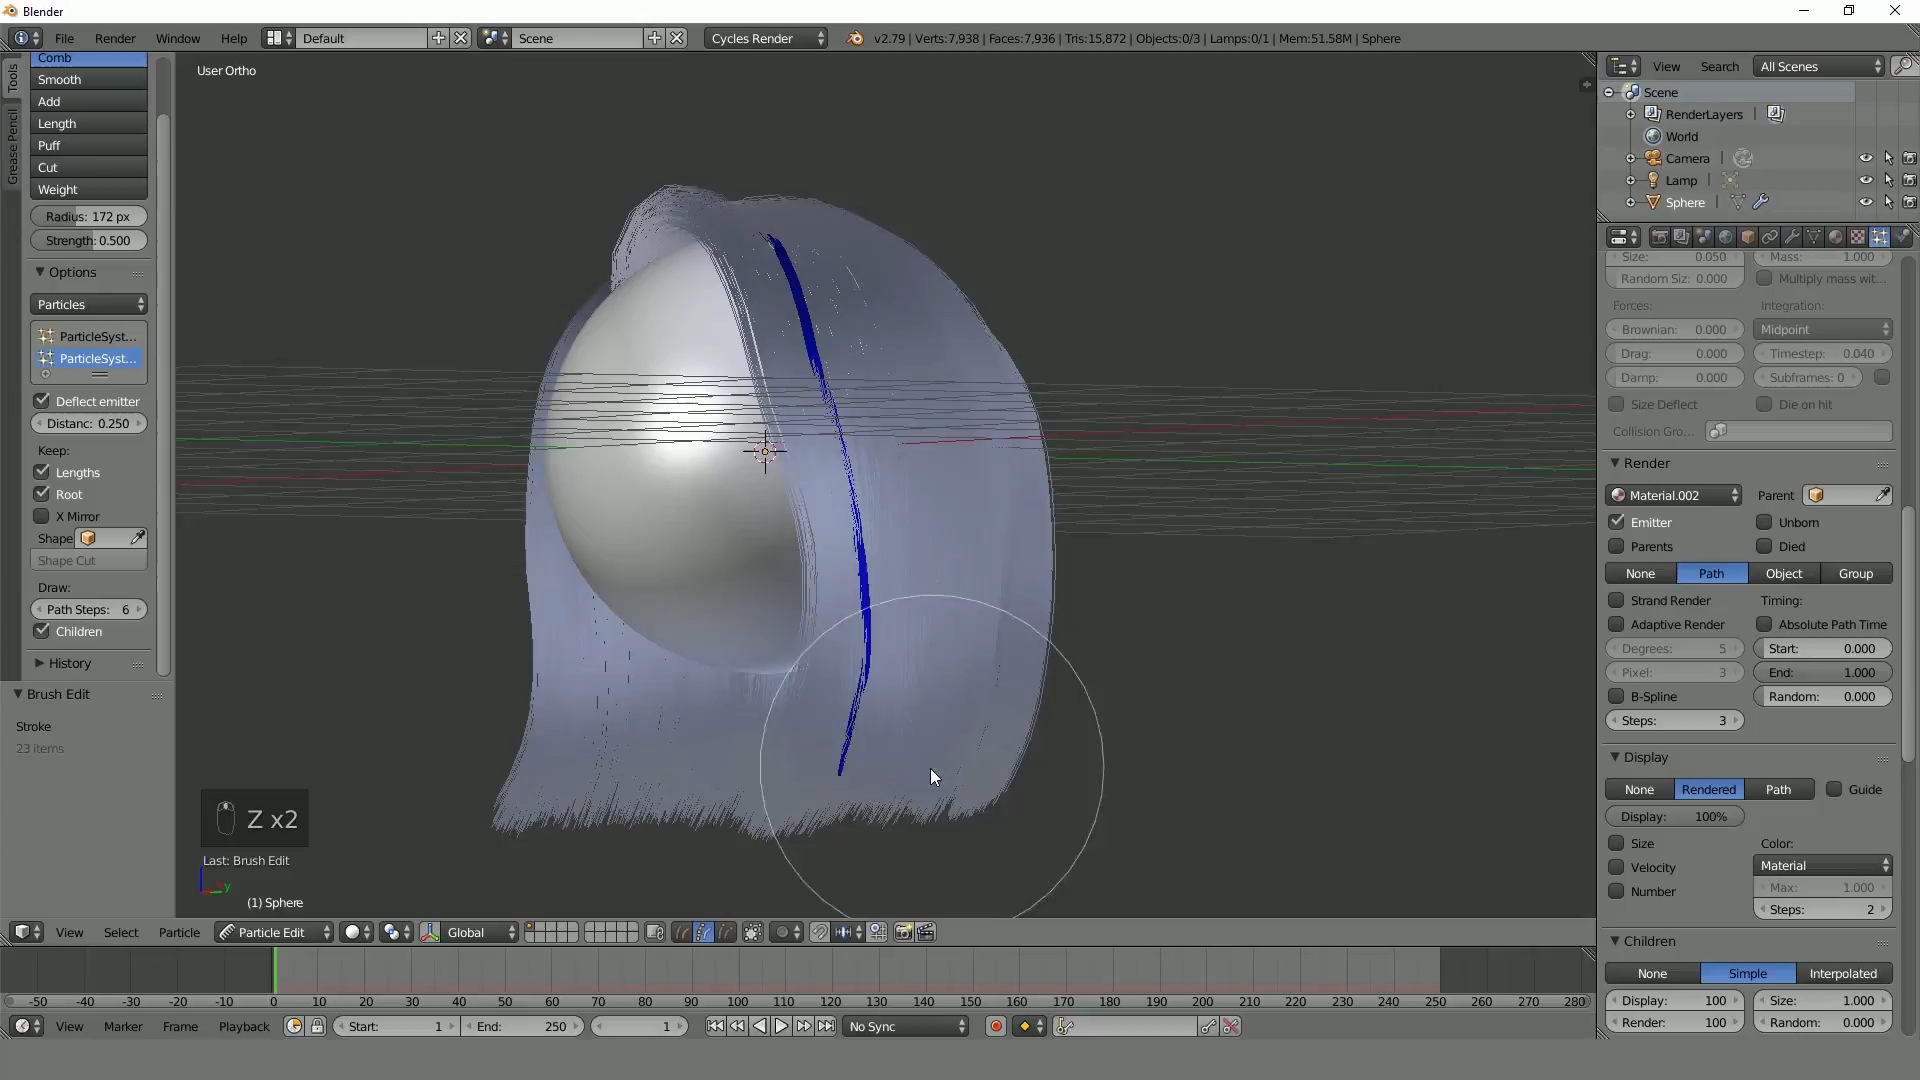 Blender
File
Render
Window
Help
Default
Scene
Cycles Render
v2.79 | Verts:7,938 | Faces:7,936 | Tris:15,872 | Objects:0/3 | Lamps:0/1 | Mem:51.58M | Sphere
Tools
Grease Pencil
Comb
Smooth
Add
Length
Puff
Cut
Weight
Radius: 172 px
Strength: 0.500
Options
Particles
ParticleSyst...
ParticleSyst...
Deflect emitter
Distanc: 0.250
Keep:
Lengths
Root
X Mirror
Shape
Shape Cut
Draw:
Path Steps: 6
Children
History
Brush Edit
Stroke
23 items
User Ortho
Z x2
Last: Brush Edit
y
(1) Sphere
View
Select
Particle
Particle Edit
Global
-50 -40 -30 -20 -10 0 10 20 30 40 50 60 70 80 90 100 110 120 130 140 150 160 170 180 190 200 210 220 230 240 250 260 270 280
View
Marker
Frame
Playback
Start: 1
End: 250
1
No Sync
View
Search
All Scenes
Scene
RenderLayers |
World
Camera |
Lamp |
Sphere |
Size: 0.050
Mass: 1.000
Random Siz: 0.000
Multiply mass wit...
Forces:
Integration:
Brownian: 0.000
Midpoint
Drag: 0.000
Timestep: 0.040
Damp: 0.000
Subframes: 0
Size Deflect
Die on hit
Collision Gro...
Render
Material.002
Parent
Emitter
Unborn
Parents
Died
None
Path
Object
Group
Strand Render
Timing:
Adaptive Render
Absolute Path Time
Degrees: 5
Start: 0.000
Pixel: 3
End: 1.000
B-Spline
Random: 0.000
Steps: 3
Display
None
Rendered
Path
Guide
Display: 100%
Size
Color:
Velocity
Material
Number
Max: 1.000
Steps: 2
Children
None
Simple
Interpolated
Display: 100
Size: 1.000
Render: 100
Random: 0.000